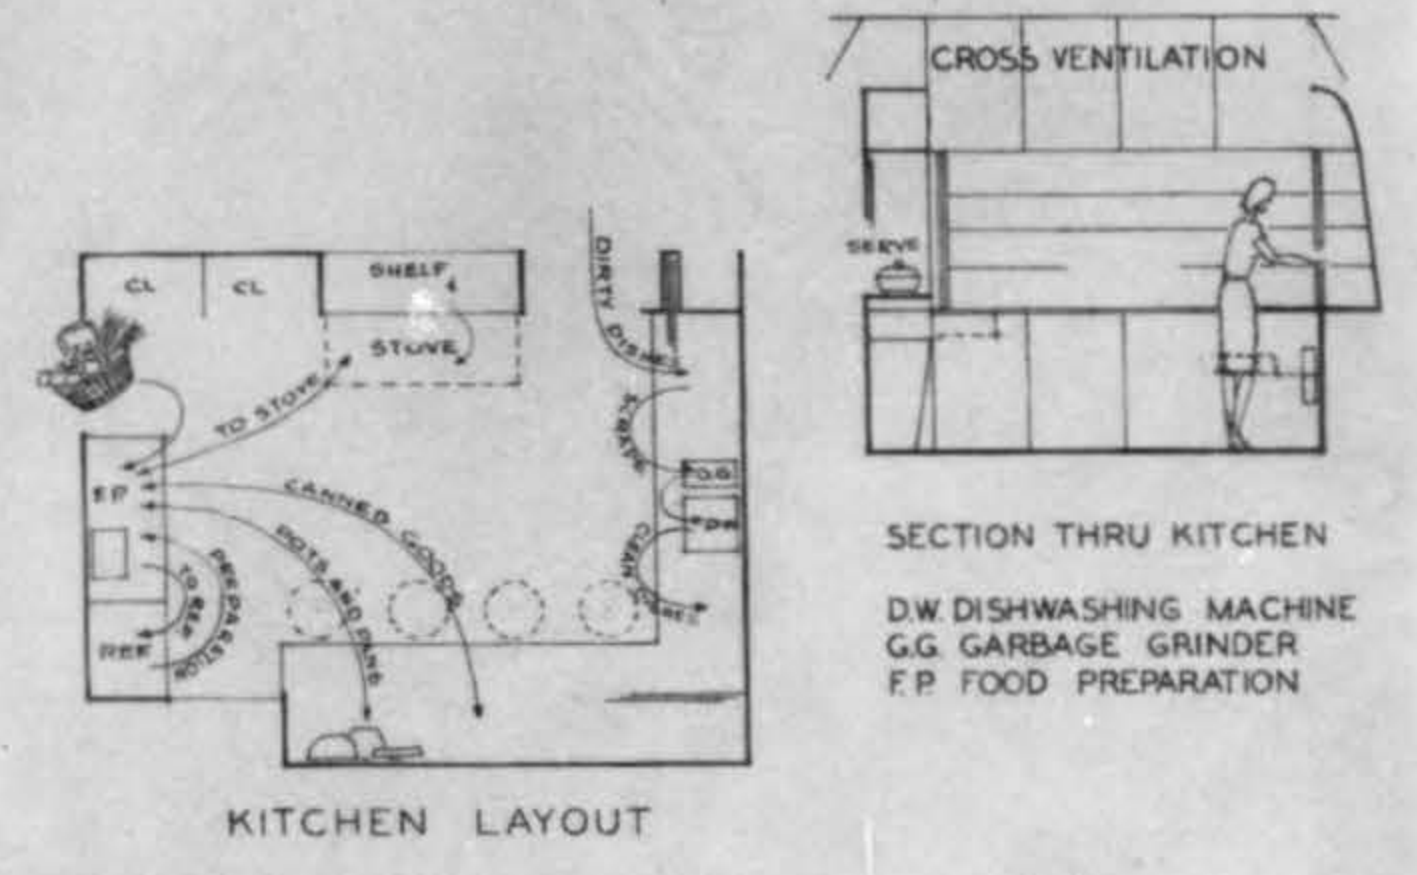 CROSS VENTILATION
SERVE
SECTION THRU KITCHEN
D.W. DISHWASHING MACHINE
G.G. GARBAGE GRINDER
F.P. FOOD PREPARATION
CL
CL
SHELF
STOVE
TO STOVE
DIRTY DISHES
SCRAPE
G.G.
CLEAN
F.P.
CANNED GOODS
POTS AND PANS
PREPARATION
TO REF.
REF.
KITCHEN LAYOUT